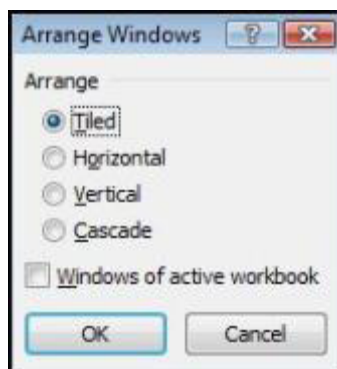 Arrange Windows
Arrange
Tiled
Horizontal
Vertical
Cascade
Windows of active workbook
OK Cancel